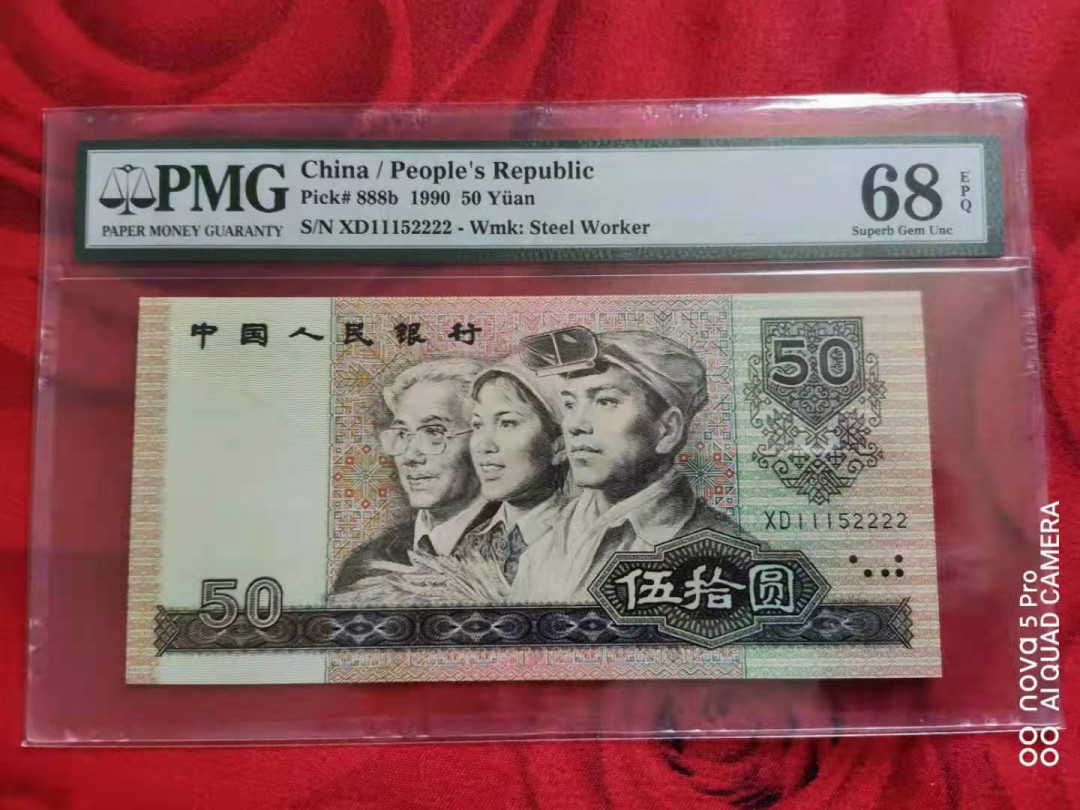 PMG
PAPER MONEY GUARANTY
China / People's Republic
Pick# 888b 1990 50 Yüan
S/N XD11152222 - Wmk: Steel Worker
68
EPQ
Superb Gem Unc
中国人民银行
50
XD11152222
50
伍拾圆
nova 5 Pro
AI QUAD CAMERA